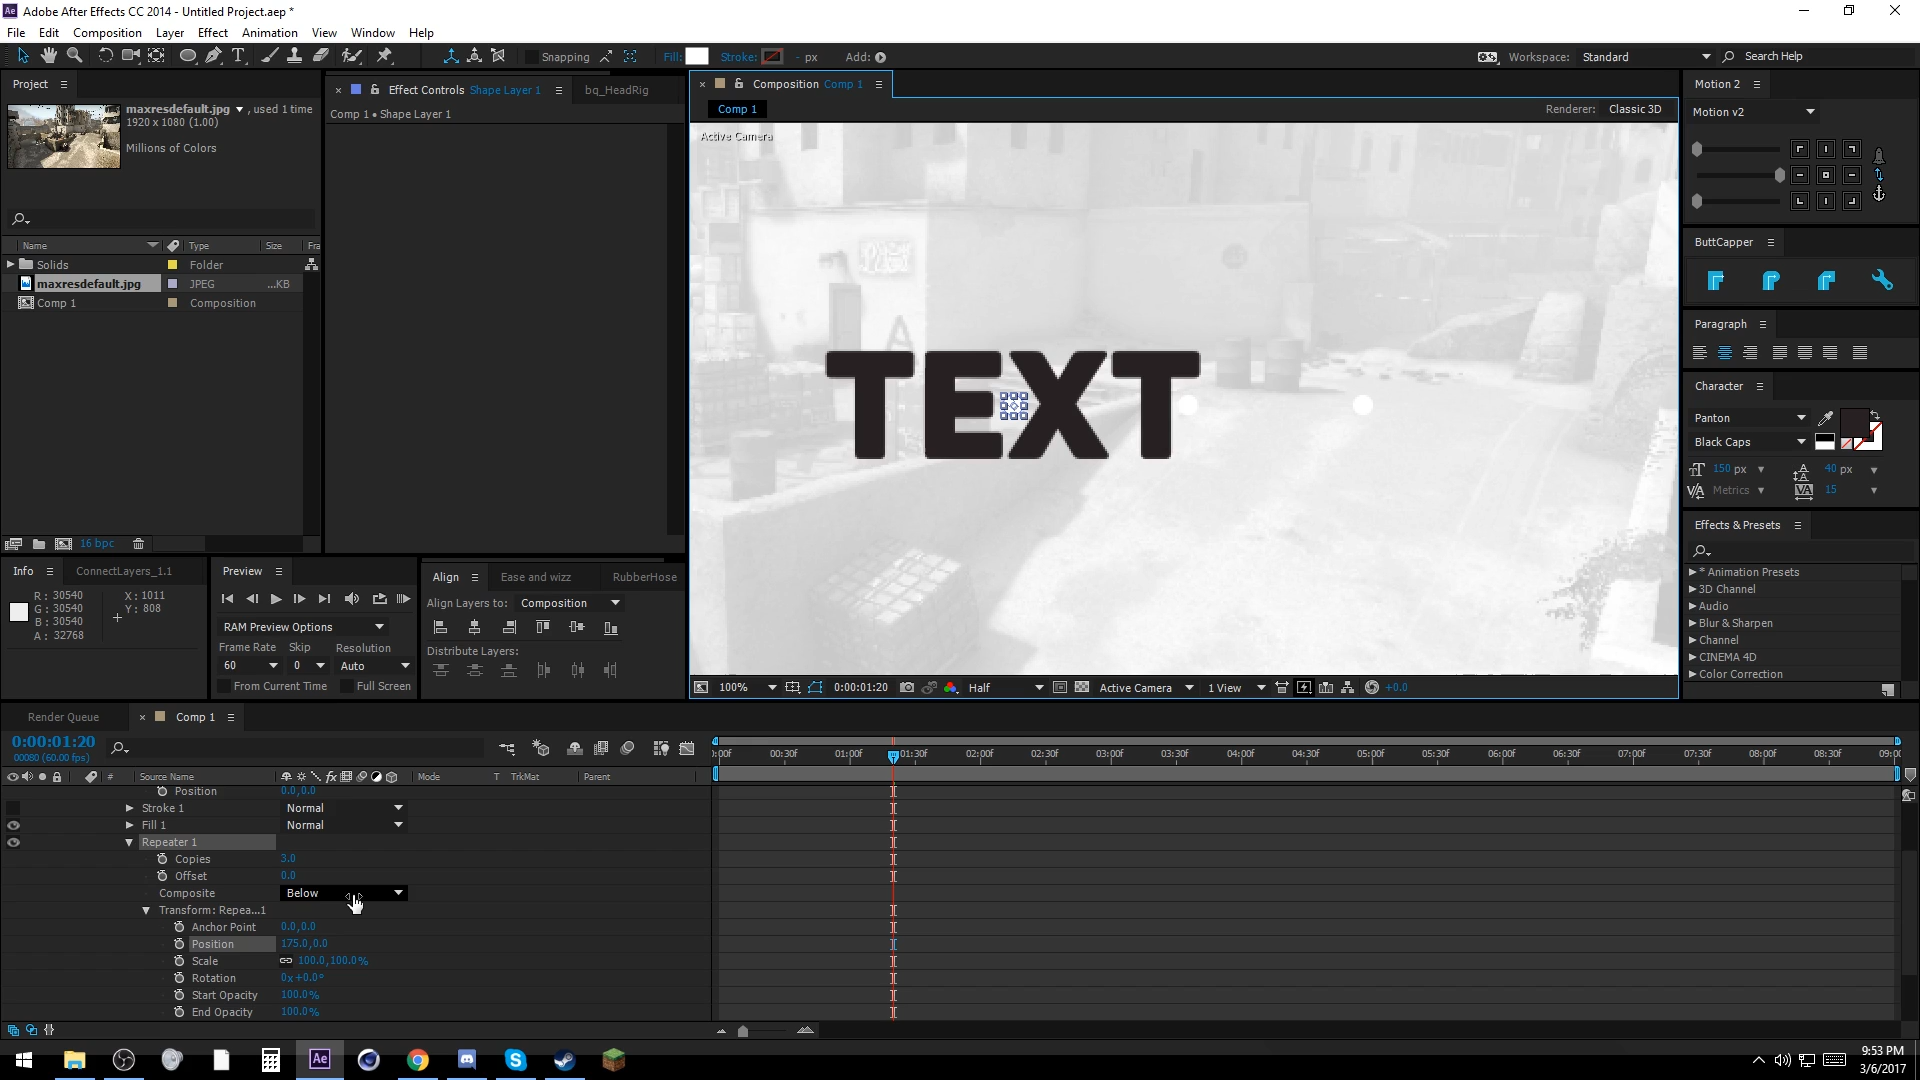 Adobe After Effects CC 2014 - Untitled Project.aep *
File Edit Composition Layer Effect Animation View Window Help
Snapping Fill: Stroke: - px Add: Workspace: Standard Search Help
Project
maxresdefault.jpg , used 1 time
1920 x 1080 (1.00)
Millions of Colors
Name Type Size Fra
Solids Folder
maxresdefault.jpg JPEG ...KB
Comp 1 Composition
16 bpc
Effect Controls Shape Layer 1 bq_HeadRig
Comp 1 • Shape Layer 1
Composition Comp 1
Comp 1 Renderer: Classic 3D
Active Camera
TEXT
100% 0:00:01:20 Half Active Camera 1 View +0.0
Motion 2
Motion v2
ButtCapper
Paragraph
Character
Panton
Black Caps
150 px 40 px
Metrics 15
Effects & Presets
* Animation Presets
3D Channel
Audio
Blur & Sharpen
Channel
CINEMA 4D
Color Correction
Info ConnectLayers_1.1
R: 30540 X: 1011
G: 30540 Y: 808
B: 30540
A: 32768
Preview
RAM Preview Options
Frame Rate Skip Resolution
60 0 Auto
From Current Time Full Screen
Align Ease and wizz RubberHose
Align Layers to: Composition
Distribute Layers:
Render Queue Comp 1
0:00:01:20
00080 (60.00 fps)
# Source Name Mode T TrkMat Parent
):00f 00:30f 01:00f 01:30f 02:00f 02:30f 03:00f 03:30f 04:00f 04:30f 05:00f 05:30f 06:00f 06:30f 07:00f 07:30f 08:00f 08:30f 09:0(
Position 0.0,0.0
Stroke 1 Normal
Fill 1 Normal
Repeater 1
Copies 3.0
Offset 0.0
Composite Below
Transform: Repea...1
Anchor Point 0.0,0.0
Position 175.0,0.0
Scale 100.0,100.0%
Rotation 0x+0.0°
Start Opacity 100.0%
End Opacity 100.0%
Ae
9:53 PM
3/6/2017